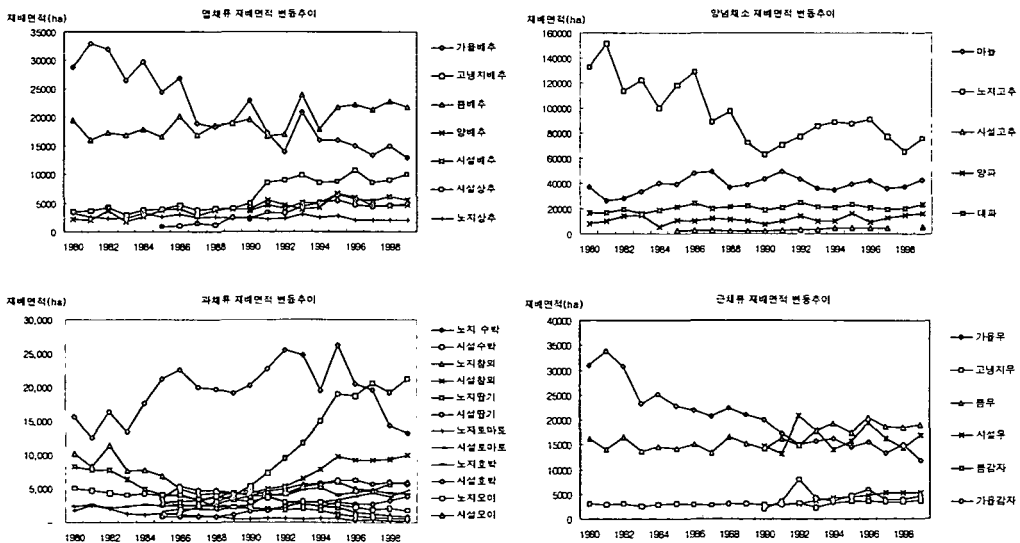 엽채류 재배면적 변동추이
재배면적(ha)
35000
30000
25000
20000
15000
10000
5000
0
1980 1982 1984 1986 1988 1990 1992 1994 1996 1998
가을배추
고냉지배추
봄배추
양배추
시설배추
시설상추
노지상추
양념채소 재배면적 변동추이
재배면적(ha)
160000
140000
120000
100000
80000
60000
40000
20000
0
1980 1982 1984 1986 1988 1990 1992 1994 1996 1998
마늘
노지고추
시설고추
양파
대파
과채류 재배면적 변동추이
재배면적(ha)
30,000
25,000
20,000
15,000
10,000
5,000
-
1980 1982 1984 1986 1988 1990 1992 1994 1996 1998
노지 수박
시설수박
노지참외
시설참외
노지딸기
시설딸기
노지토마토
시설토마토
노지호박
시설호박
노지오이
시설오이
근채류 재배면적 변동추이
재배면적(ha)
40000
35000
30000
25000
20000
15000
10000
5000
0
1980 1982 1984 1986 1988 1990 1992 1994 1996 1998
가을무
고냉지무
봄무
시설무
봄감자
가을감자